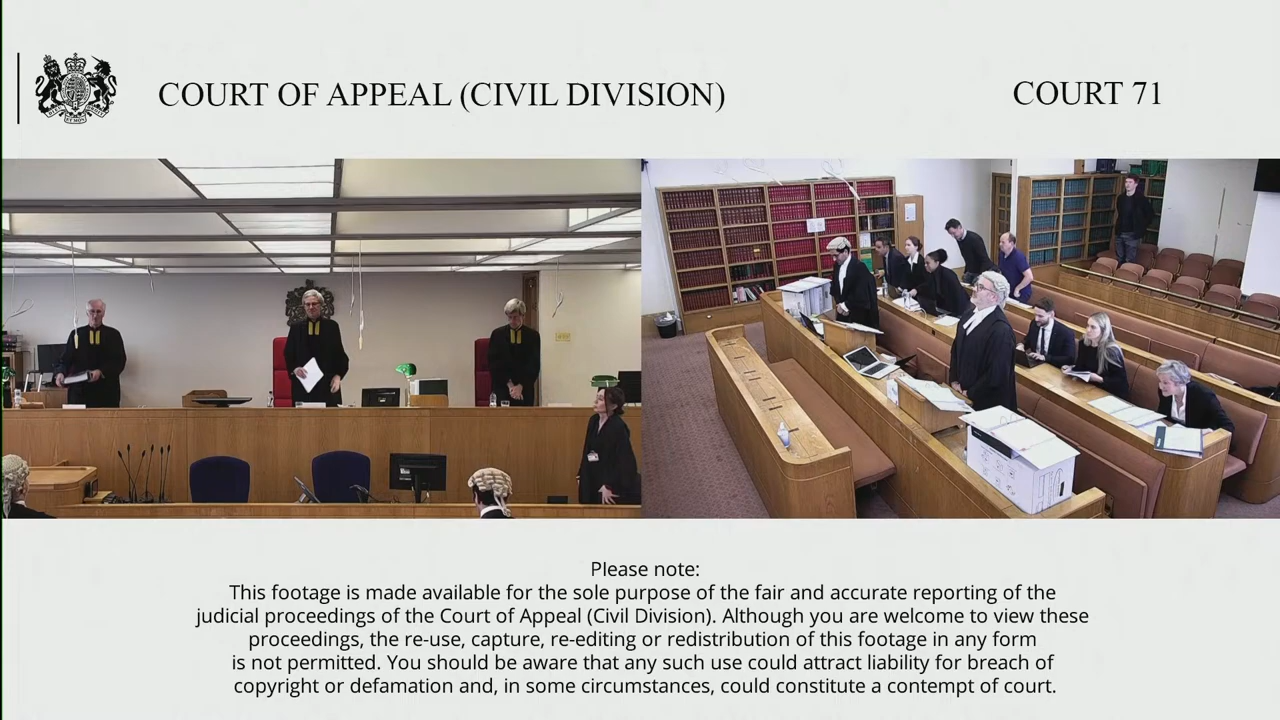 COURT OF APPEAL (CIVIL DIVISION)
COURT 71
Please note:
This footage is made available for the sole purpose of the fair and accurate reporting of the
judicial proceedings of the Court of Appeal (Civil Division). Although you are welcome to view these
proceedings, the re-use, capture, re-editing or redistribution of this footage in any form
is not permitted. You should be aware that any such use could attract liability for breach of
copyright or defamation and, in some circumstances, could constitute a contempt of court.